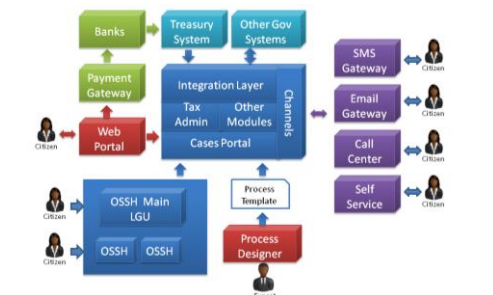 Banks
Treasury
System
Other Gov
Systems
SMS
Gateway
Citizen
Payment
Gateway
Integration Layer
Tax
Admin
Other
Modules
Channels
Email
Gateway
Citizen
Citizen
Web
Portal
Cases Portal
Call
Center
Citizen
Citizen
OSSH Main
LGU
Process
Template
Self
Service
Citizen
Citizen
OSSH
OSSH
Process
Designer